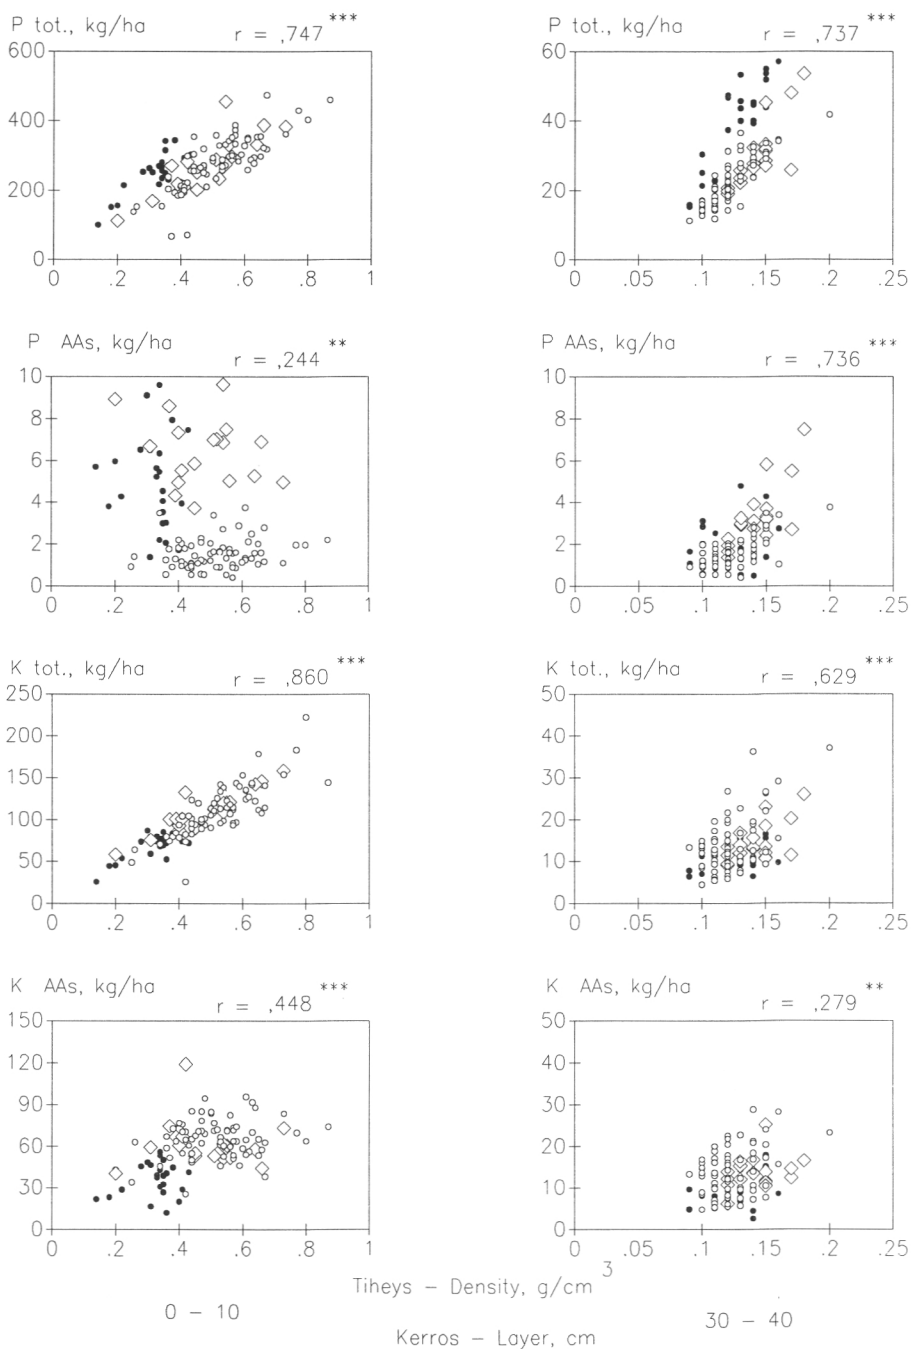 P tot., kg/ha r = ,747 ***
600
400
200
0
0 .2 .4 .6 .8 1
P tot., kg/ha r = ,737 ***
60
40
20
0
0 .05 .1 .15 .2 .25
P AAs, kg/ha r = ,244 **
10
8
6
4
2
0
0 .2 .4 .6 .8 1
P AAs, kg/ha r = ,736 ***
10
8
6
4
2
0
0 .05 .1 .15 .2 .25
K tot., kg/ha r = ,860 ***
250
200
150
100
50
0
0 .2 .4 .6 .8 1
K tot., kg/ha r = ,629 ***
50
40
30
20
10
0
0 .05 .1 .15 .2 .25
K AAs, kg/ha r = ,448 ***
150
120
90
60
30
0
0 .2 .4 .6 .8 1
K AAs, kg/ha r = ,279 **
50
40
30
20
10
0
0 .05 .1 .15 .2 .25
Tiheys – Density, g/cm 3
0 – 10 30 – 40
Kerros – Layer, cm